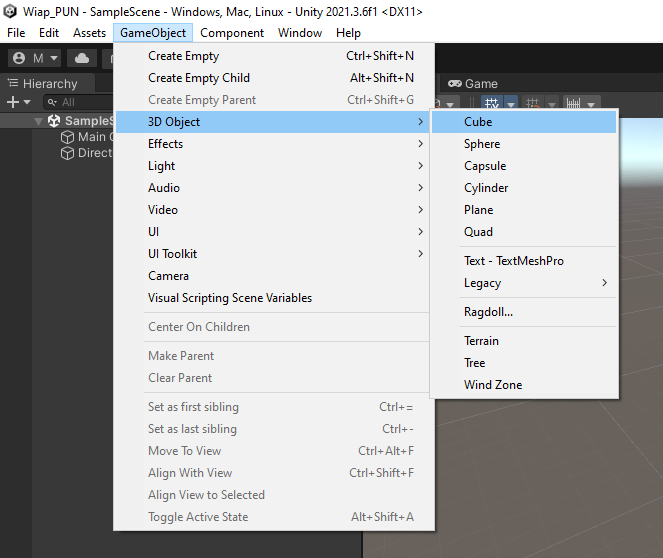 Wiap_PUN - SampleScene - Windows, Mac, Linux - Unity 2021.3.6f1 <DX11>
File Edit Assets GameObject Component Window Help
M
Hierarchy
Game
All
SampleS
Main C
Direct
Create Empty Ctrl+Shift+N
Create Empty Child Alt+Shift+N
Create Empty Parent Ctrl+Shift+G
3D Object
Effects
Light
Audio
Video
UI
UI Toolkit
Camera
Visual Scripting Scene Variables
Center On Children
Make Parent
Clear Parent
Set as first sibling Ctrl+=
Set as last sibling Ctrl+-
Move To View Ctrl+Alt+F
Align With View Ctrl+Shift+F
Align View to Selected
Toggle Active State Alt+Shift+A
Cube
Sphere
Capsule
Cylinder
Plane
Quad
Text - TextMeshPro
Legacy
Ragdoll...
Terrain
Tree
Wind Zone